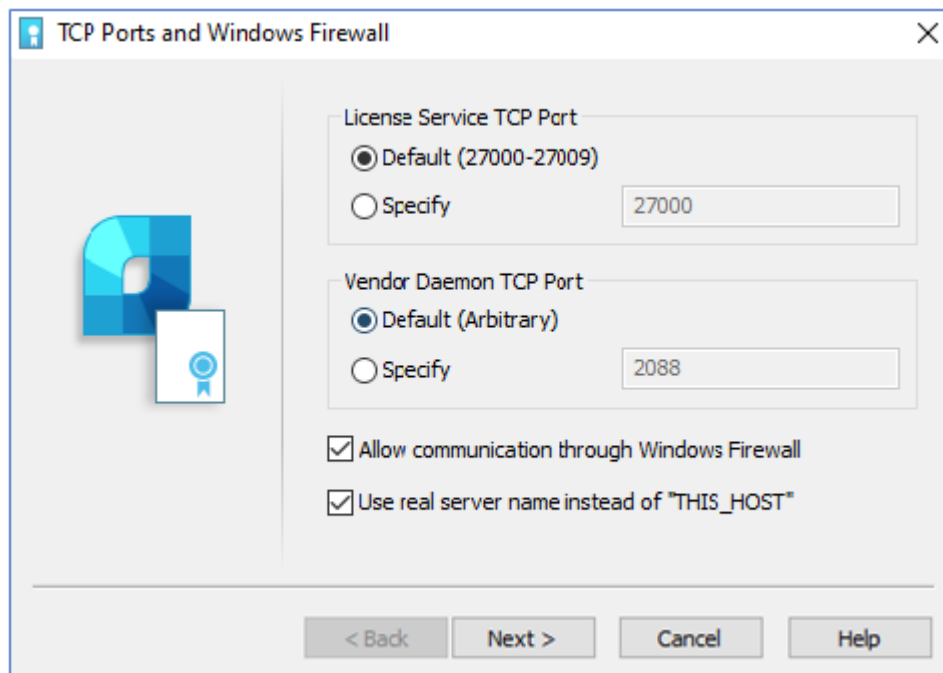 TCP Ports and Windows Firewall
License Service TCP Port
Default (27000-27009)
Specify
27000
Vendor Daemon TCP Port
Default (Arbitrary)
Specify
2088
Allow communication through Windows Firewall
Use real server name instead of "THIS_HOST"
< Back
Next >
Cancel
Help